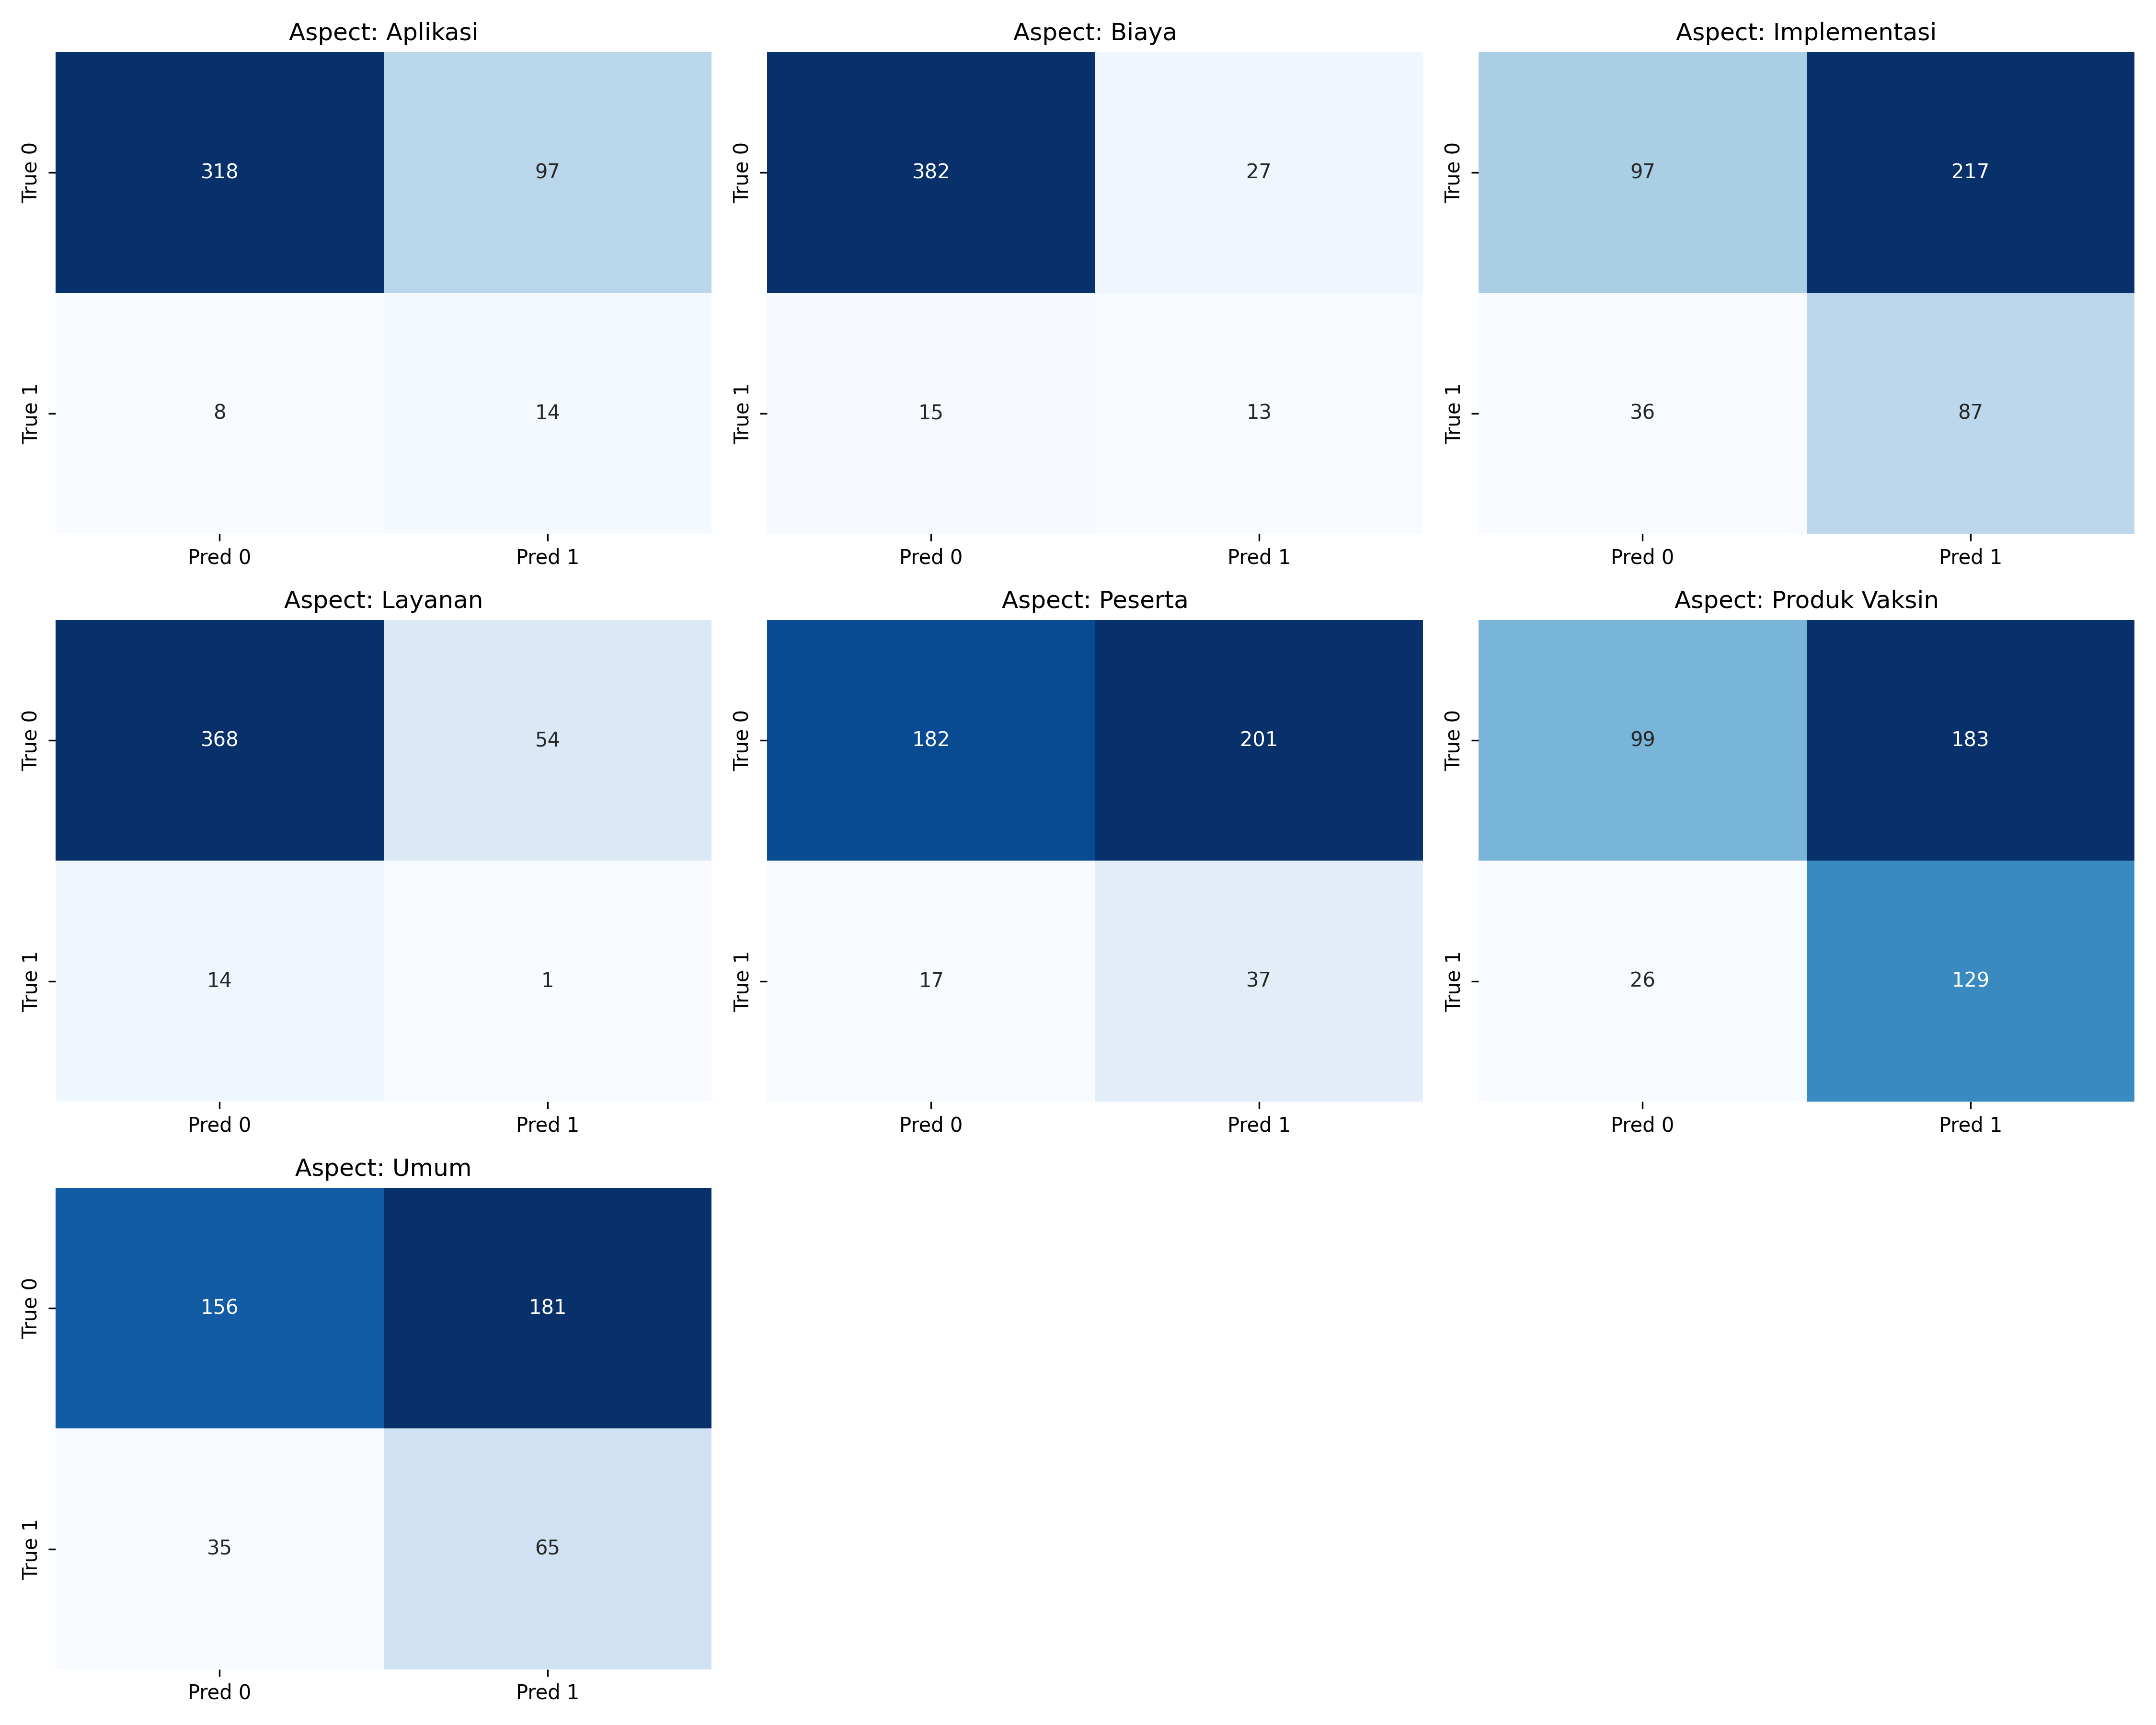 Aspect: Aplikasi
True 0
318
97
True 1
8
14
Pred 0
Pred 1
Aspect: Biaya
True 0
382
27
True 1
15
13
Pred 0
Pred 1
Aspect: Implementasi
True 0
97
217
True 1
36
87
Pred 0
Pred 1
Aspect: Layanan
True 0
368
54
True 1
14
1
Pred 0
Pred 1
Aspect: Peserta
True 0
182
201
True 1
17
37
Pred 0
Pred 1
Aspect: Produk Vaksin
True 0
99
183
True 1
26
129
Pred 0
Pred 1
Aspect: Umum
True 0
156
181
True 1
35
65
Pred 0
Pred 1